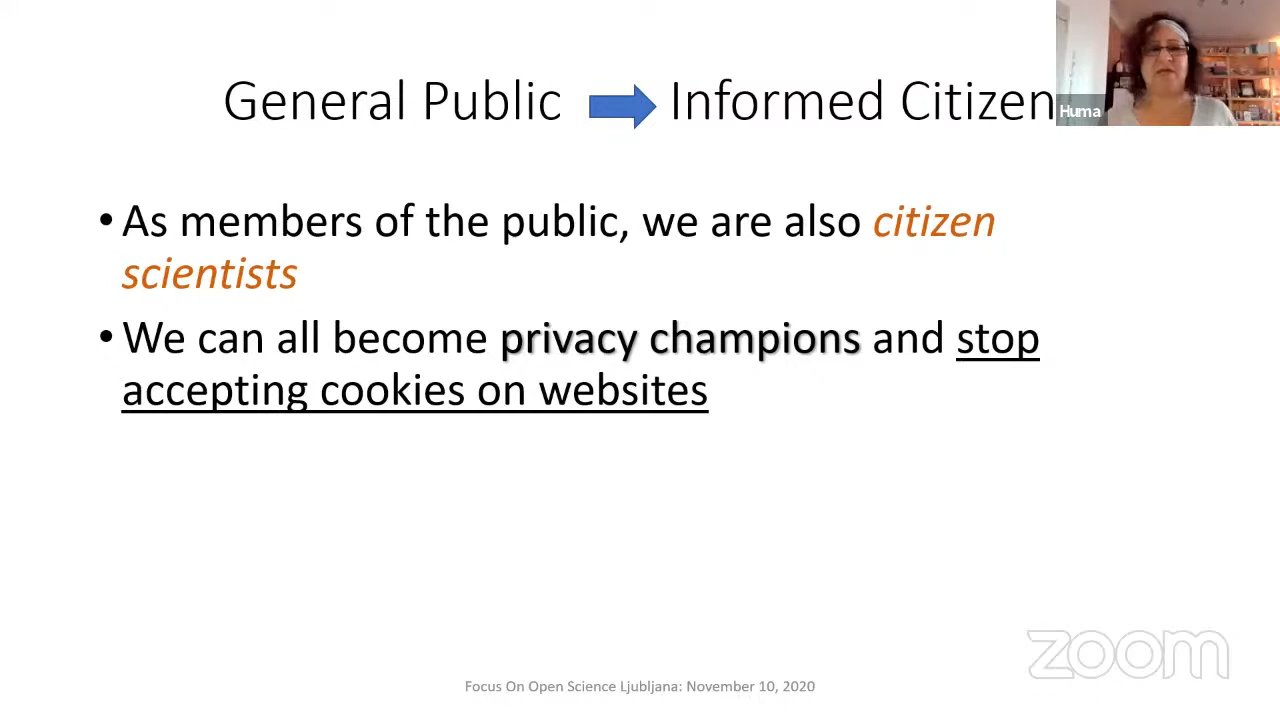 General Public Informed Citizen
Huma
• As members of the public, we are also citizen
scientists
• We can all become privacy champions and stop
accepting cookies on websites
zoom
Focus On Open Science Ljubljana: November 10, 2020